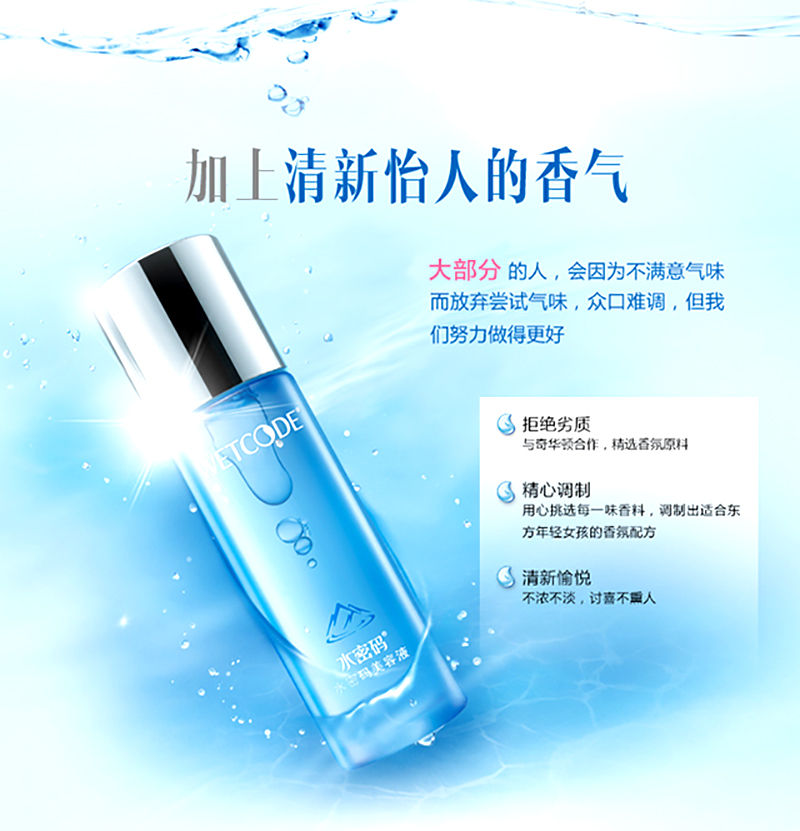 加上清新怡人的香气
大部分 的人，会因为不满意气味
而放弃尝试气味，众口难调，但我
们努力做得更好
WETCODE®
拒绝劣质
与奇华顿合作，精选香氛原料
精心调制
用心挑选每一味香料，调制出适合东
方年轻女孩的香氛配方
清新愉悦
不浓不淡，讨喜不熏人
水密码®
水密码美容液